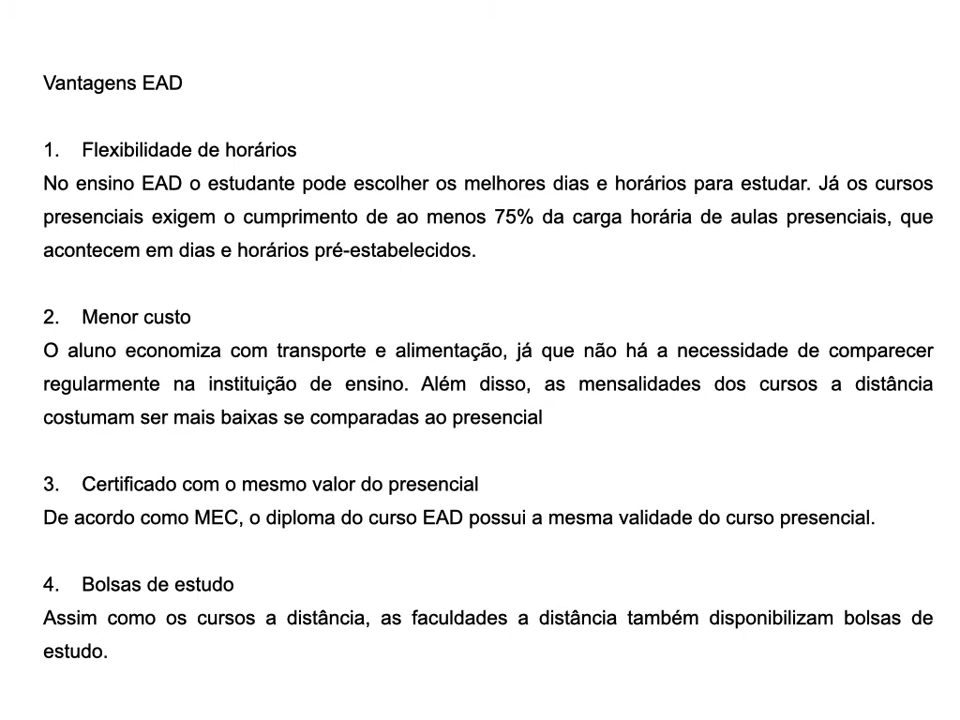 Vantagens EAD
1. Flexibilidade de horários
No ensino EAD o estudante pode escolher os melhores dias e horários para estudar. Já os cursos
presenciais exigem o cumprimento de ao menos 75% da carga horária de aulas presenciais, que
acontecem em dias e horários pré-estabelecidos.
2. Menor custo
O aluno economiza com transporte e alimentação, já que não há a necessidade de comparecer
regularmente na instituição de ensino. Além disso, as mensalidades dos cursos a distância
costumam ser mais baixas se comparadas ao presencial
3. Certificado com o mesmo valor do presencial
De acordo como MEC, o diploma do curso EAD possui a mesma validade do curso presencial.
4. Bolsas de estudo
Assim como os cursos a distância, as faculdades a distância também disponibilizam bolsas de
estudo.